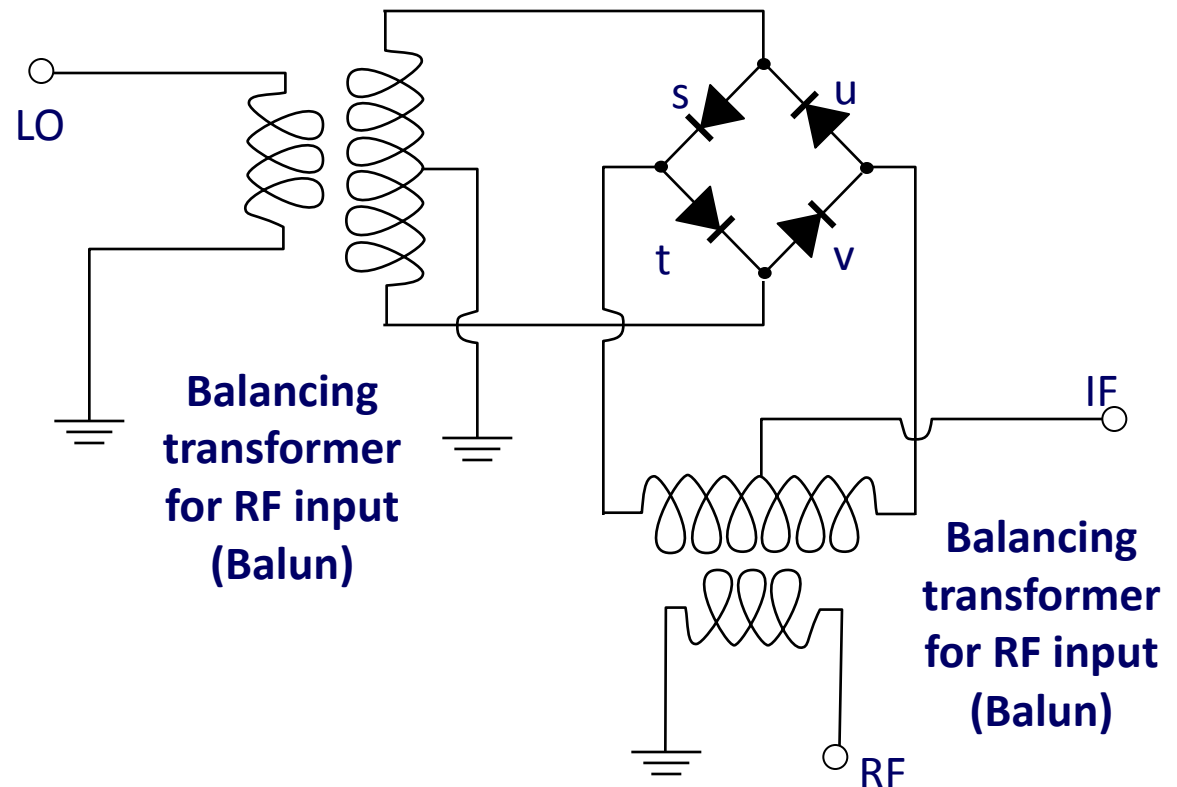 LO
s
u
t
v
Balancing
transformer
for RF input
(Balun)
IF
Balancing
transformer
for RF input
(Balun)
RF